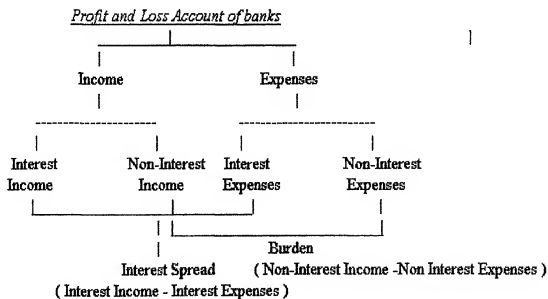 Profit and Loss Account of banks
Income Expenses
Interest Non-Interest Interest Non-Interest
Income Income Expenses Expenses
Burden
Interest Spread ( Non-Interest Income -Non Interest Expenses )
( Interest Income - Interest Expenses )